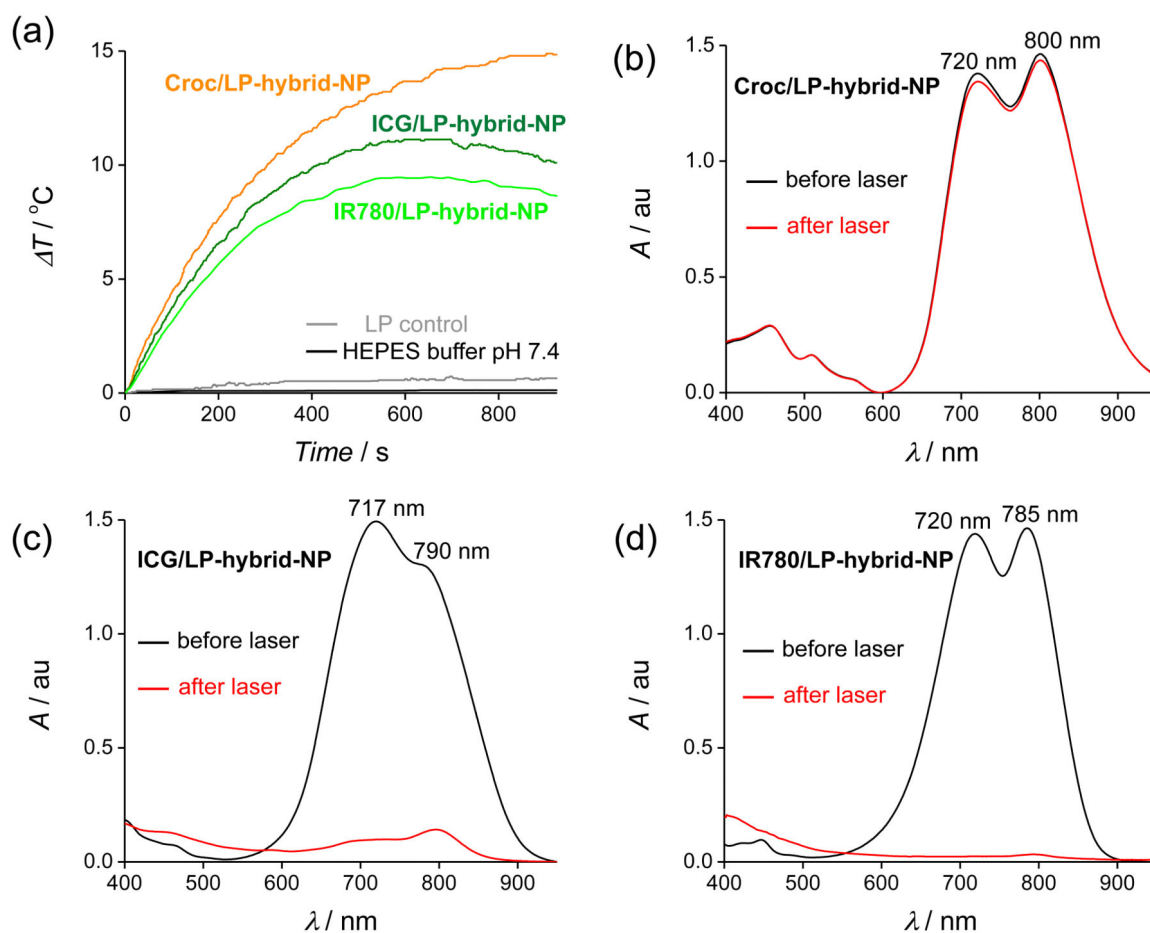 (a)
15
10
5
0
ΔT / °C
Croc/LP-hybrid-NP
ICG/LP-hybrid-NP
IR780/LP-hybrid-NP
LP control
HEPES buffer pH 7.4
0 200 400 600 800
Time / s
(b)
1.5
1.0
0.5
0.0
A / au
720 nm
800 nm
Croc/LP-hybrid-NP
before laser
after laser
400 500 600 700 800 900
λ / nm
(c)
1.5
1.0
0.5
0.0
A / au
717 nm
790 nm
ICG/LP-hybrid-NP
before laser
after laser
400 500 600 700 800 900
λ / nm
(d)
1.5
1.0
0.5
0.0
A / au
720 nm 785 nm
IR780/LP-hybrid-NP
before laser
after laser
400 500 600 700 800 900
λ / nm